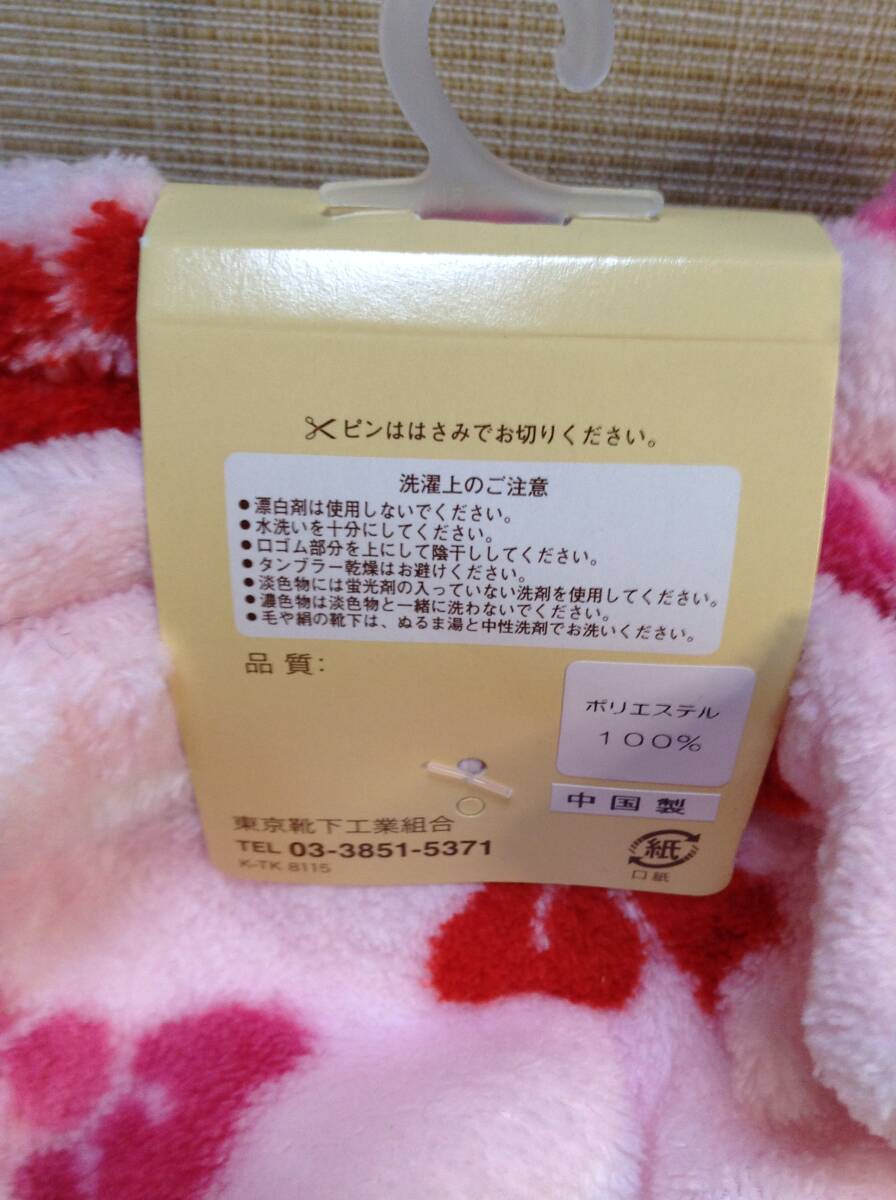 ピンははさみでお切りください。
洗濯上のご注意
●漂白剤は使用しないでください。
●水洗いを十分にしてください。
●口ゴム部分を上にして陰干ししてください。
●タンブラー乾燥はお避けください。
●淡色物には蛍光剤の入っていない洗剤を使用してください。
●濃色物は淡色物と一緒に洗わないでください。
●毛や絹の靴下は、ぬるま湯と中性洗剤でお洗いください。
品質:
ポリエステル
100%
中国製
東京靴下工業組合
TEL 03-3851-5371
K-TK 8115
紙
口紙